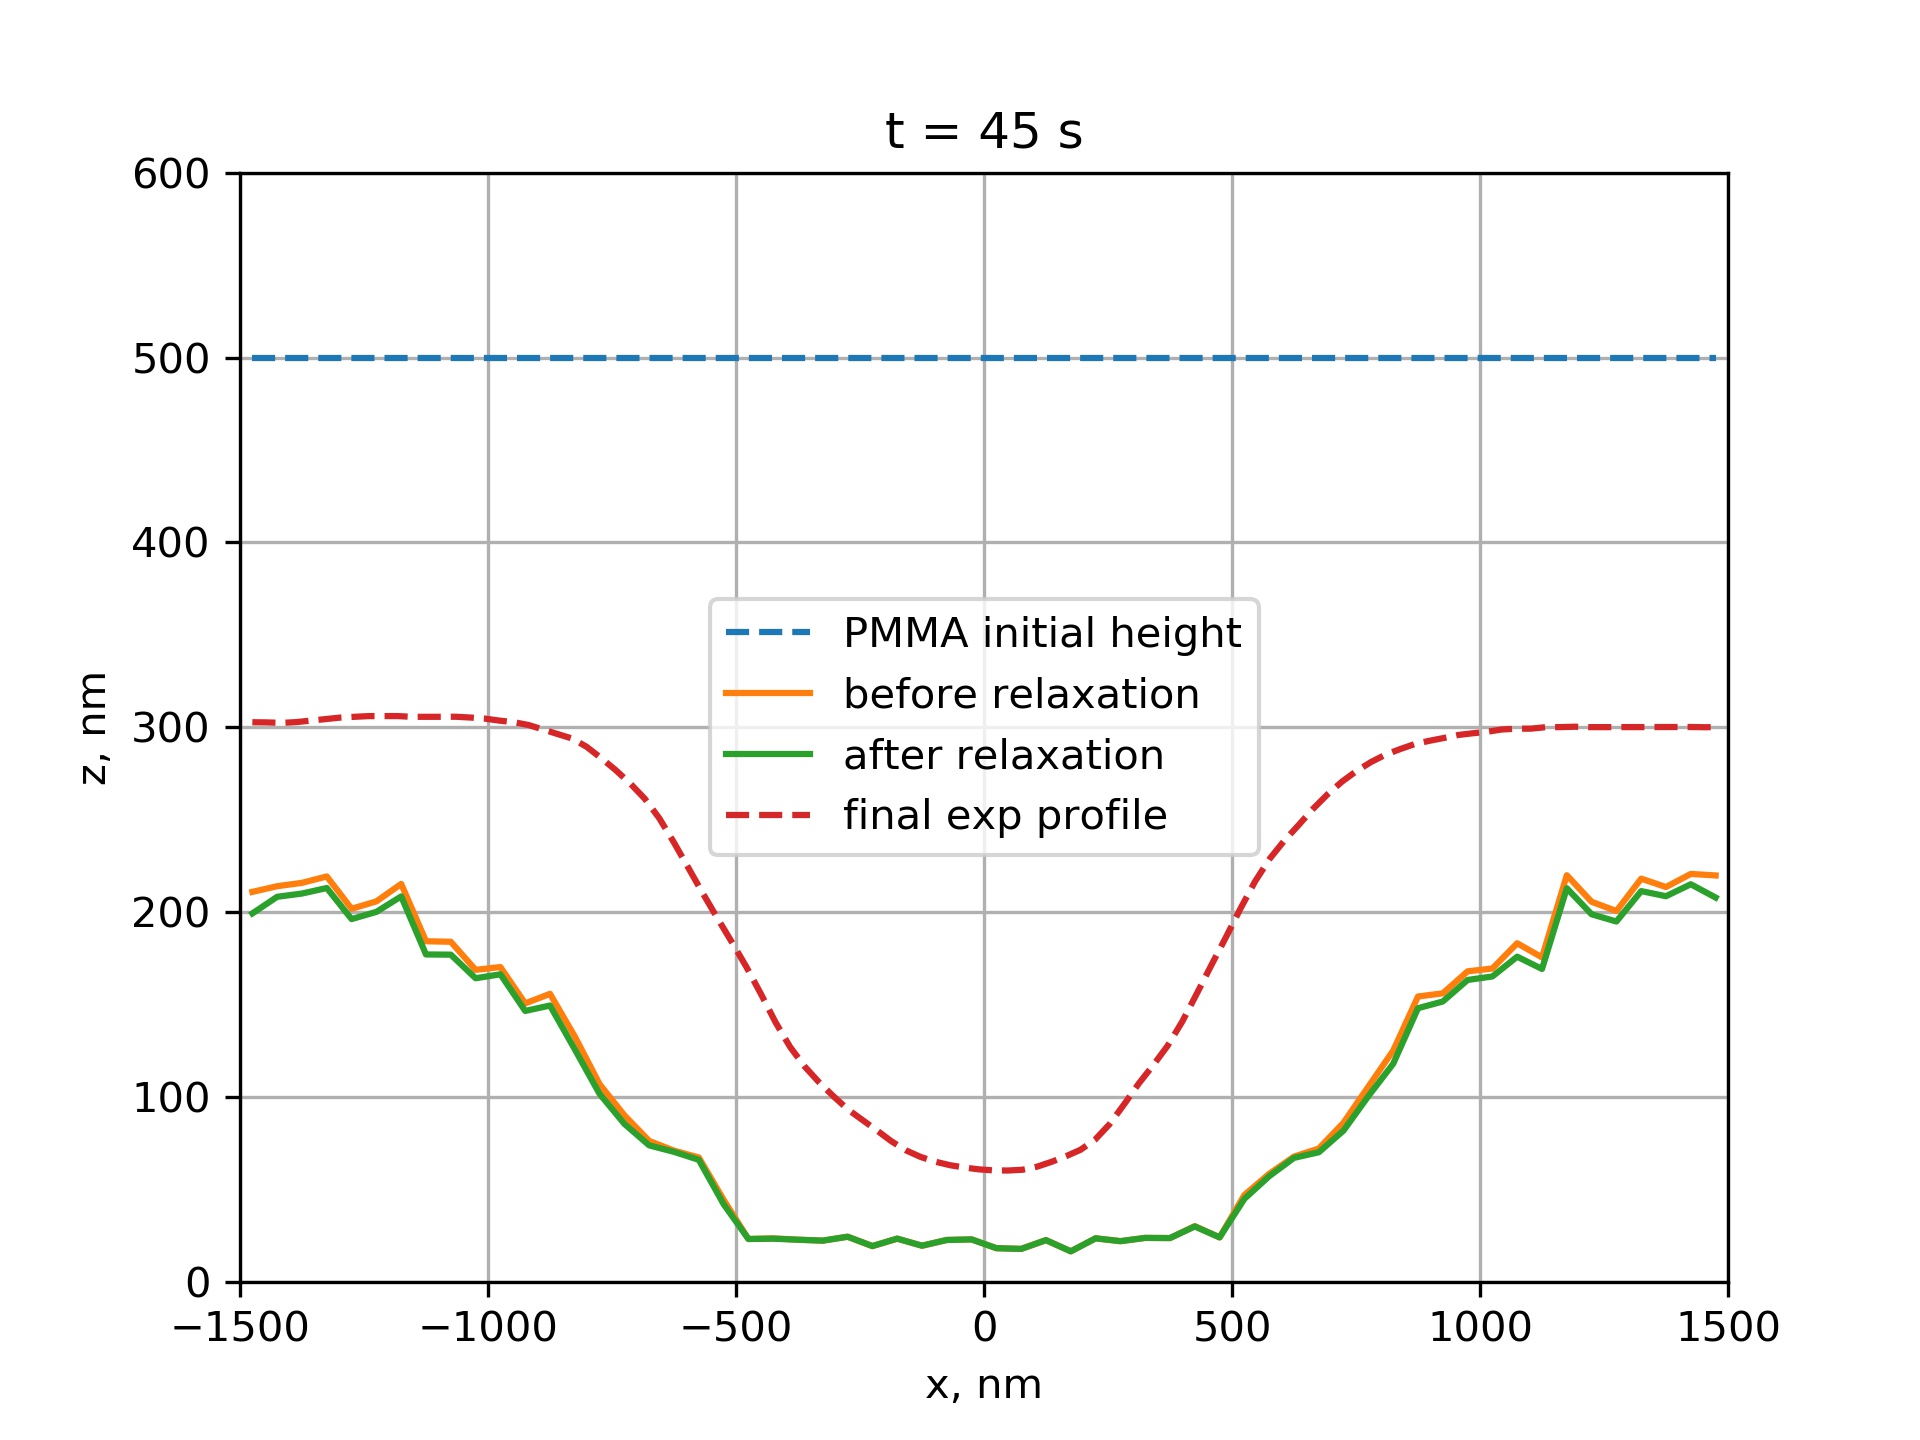 t = 45 s
600
500
400
300
200
100
0
z, nm
PMMA initial height
before relaxation
after relaxation
final exp profile
−1500 −1000 −500 0 500 1000 1500
x, nm